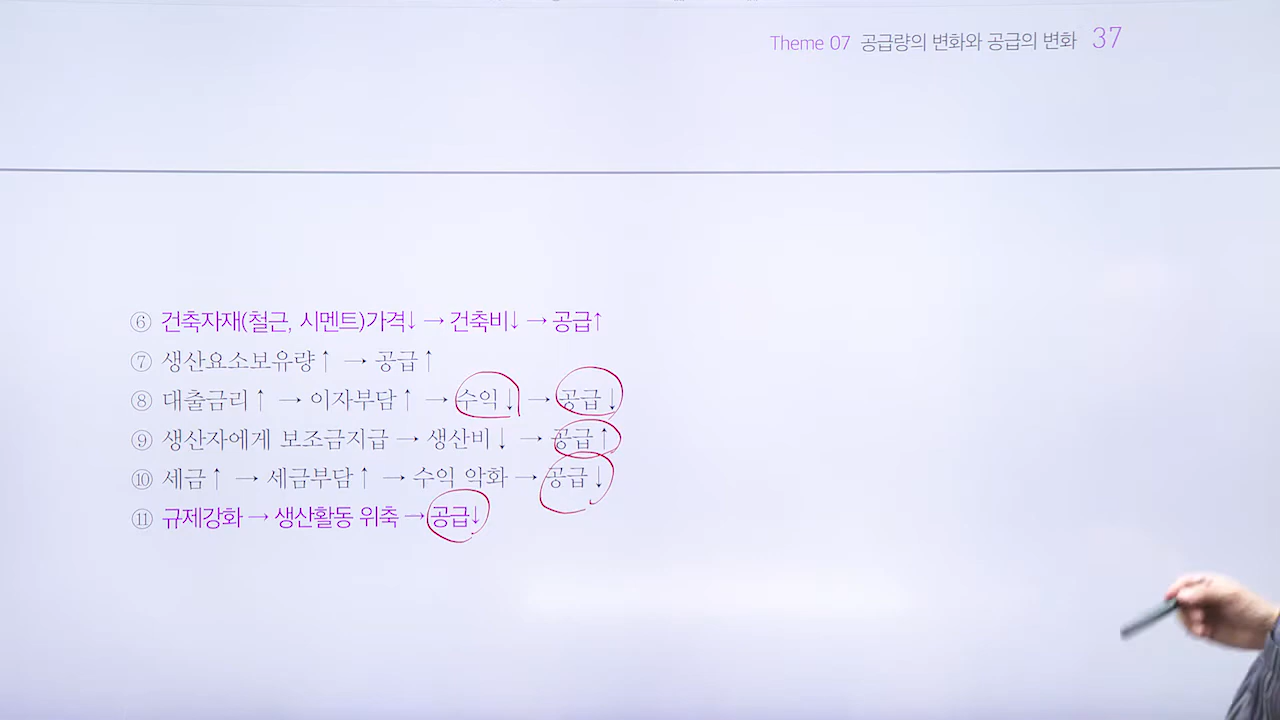 Theme 07 공급량의 변화와 공급의 변화 37
⑥ 건축자재(철근, 시멘트)가격↓ → 건축비↓ → 공급↑
⑦ 생산요소보유량↑ → 공급↑
⑧ 대출금리↑ → 이자부담↑ → 수익↓ → 공급↓
⑨ 생산자에게 보조금지급 → 생산비↓ → 공급↑
⑩ 세금↑ → 세금부담↑ → 수익 악화 → 공급↓
⑪ 규제강화 → 생산활동 위축 → 공급↓